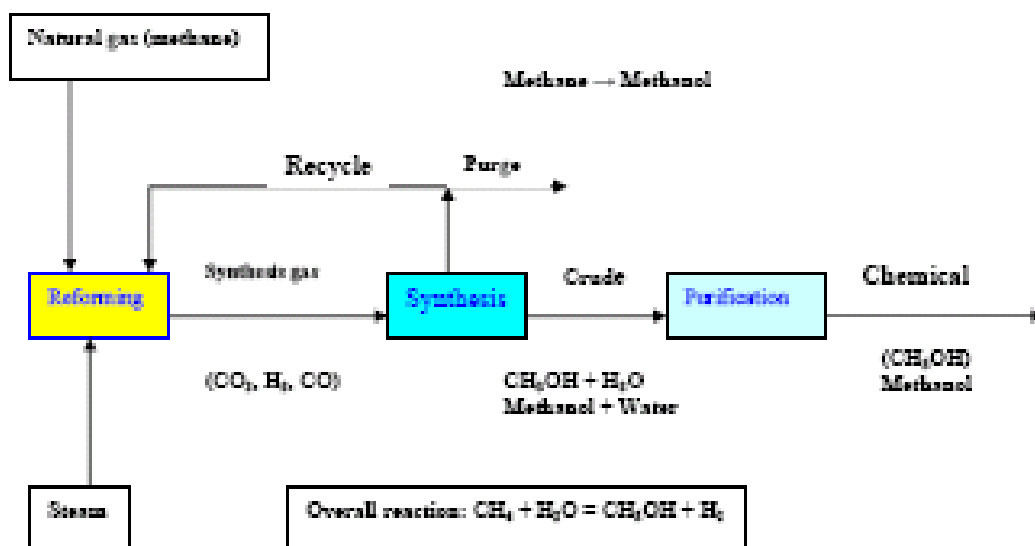 Natural gas (methane)
Methane → Methanol
Recycle
Purge
Synthesis gas
Crude
Chemical
Reforming
Synthesis
Purification
(CO₂, H₂, CO)
CH₃OH + H₂O
Methanol + Water
(CH₃OH)
Methanol
Steam
Overall reaction: CH₄ + H₂O = CH₃OH + H₂